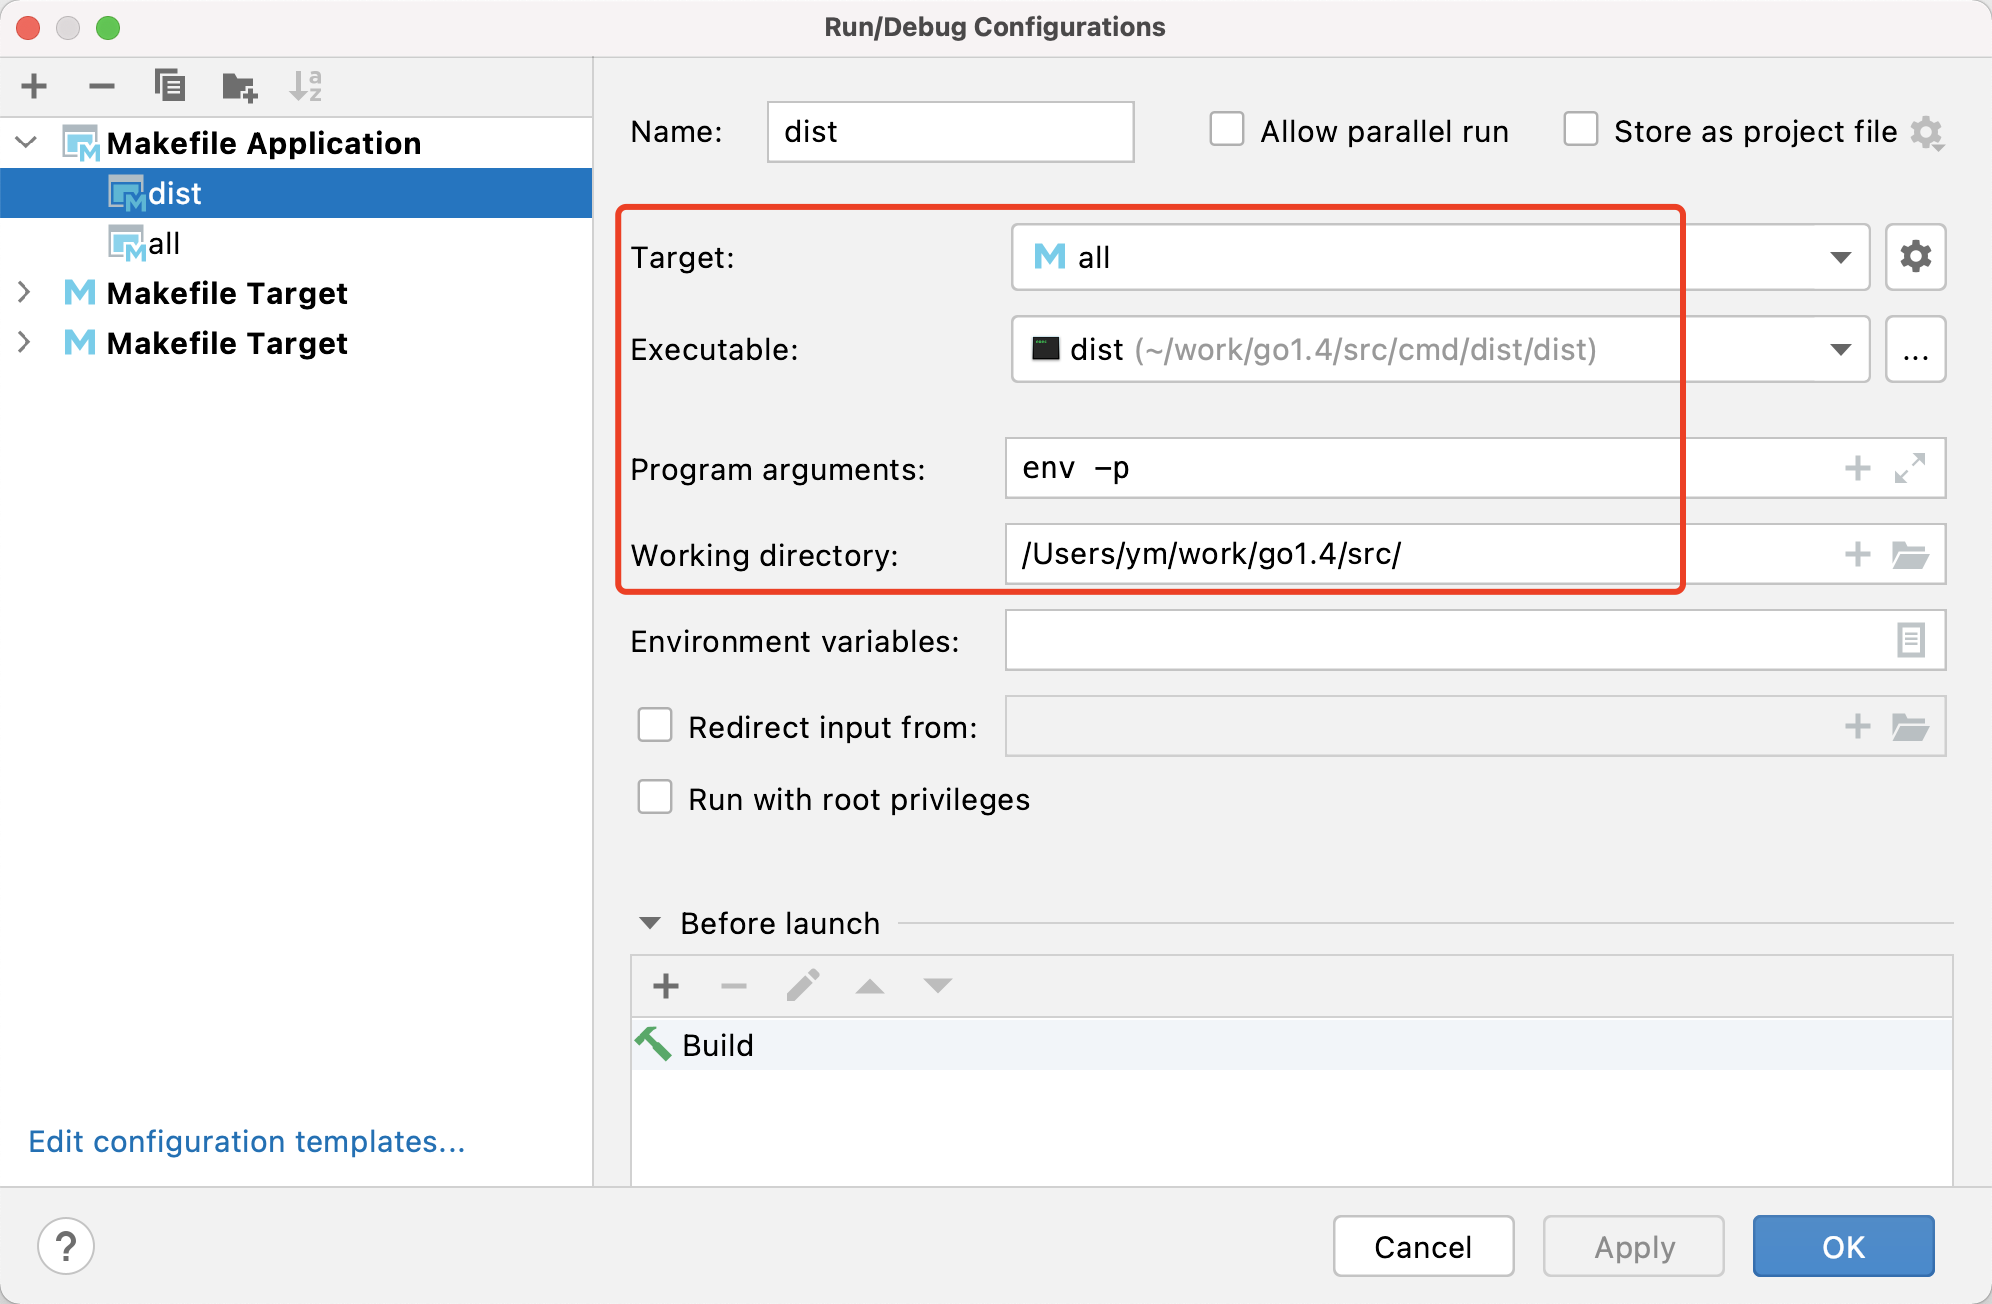 Run/Debug Configurations
Makefile Application
dist
all
Makefile Target
Makefile Target
Edit configuration templates...
Name: dist Allow parallel run Store as project file
Target: all
Executable: dist (~/work/go1.4/src/cmd/dist/dist) ...
Program arguments: env -p
Working directory: /Users/ym/work/go1.4/src/
Environment variables:
Redirect input from:
Run with root privileges
Before launch
Build
? Cancel Apply OK